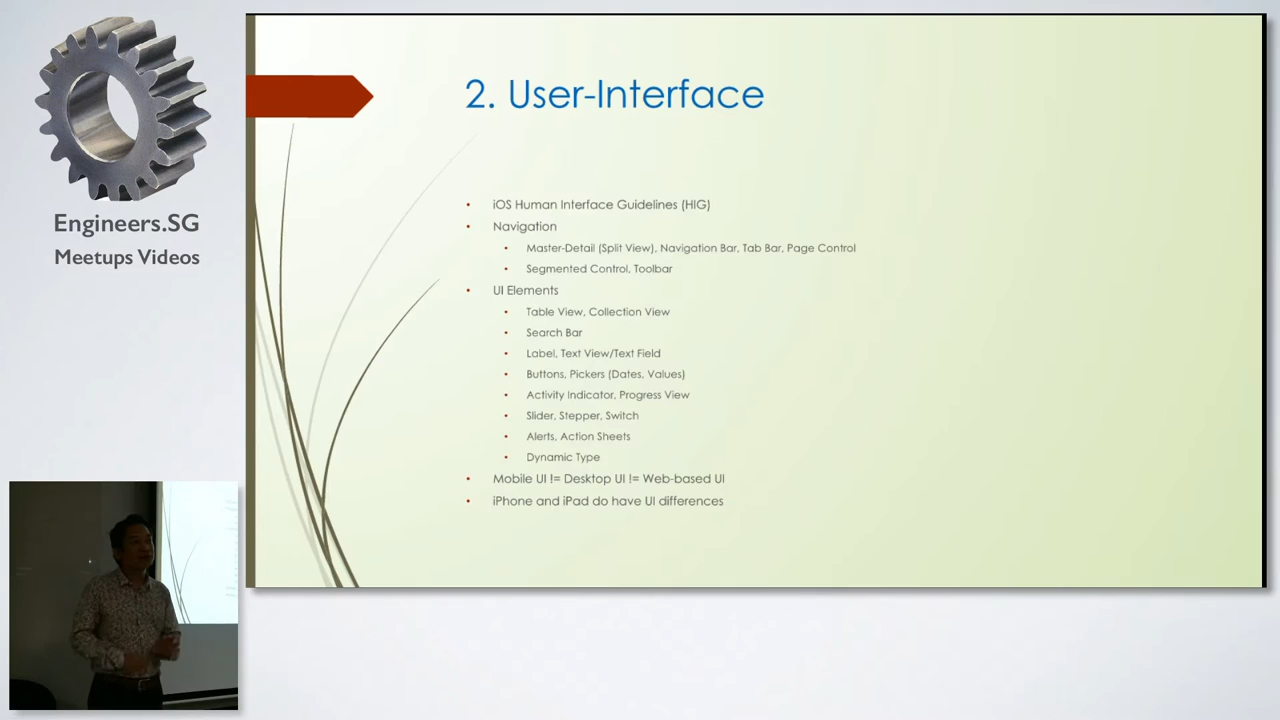 Engineers.SG
Meetups Videos
2. User-Interface
• iOS Human Interface Guidelines (HIG)
• Navigation
• Master-Detail (Split View), Navigation Bar, Tab Bar, Page Control
• Segmented Control, Toolbar
• UI Elements
• Table View, Collection View
• Search Bar
• Label, Text View/Text Field
• Buttons, Pickers (Dates, Values)
• Activity Indicator, Progress View
• Slider, Stepper, Switch
• Alerts, Action Sheets
• Dynamic Type
• Mobile UI != Desktop UI != Web-based UI
• iPhone and iPad do have UI differences